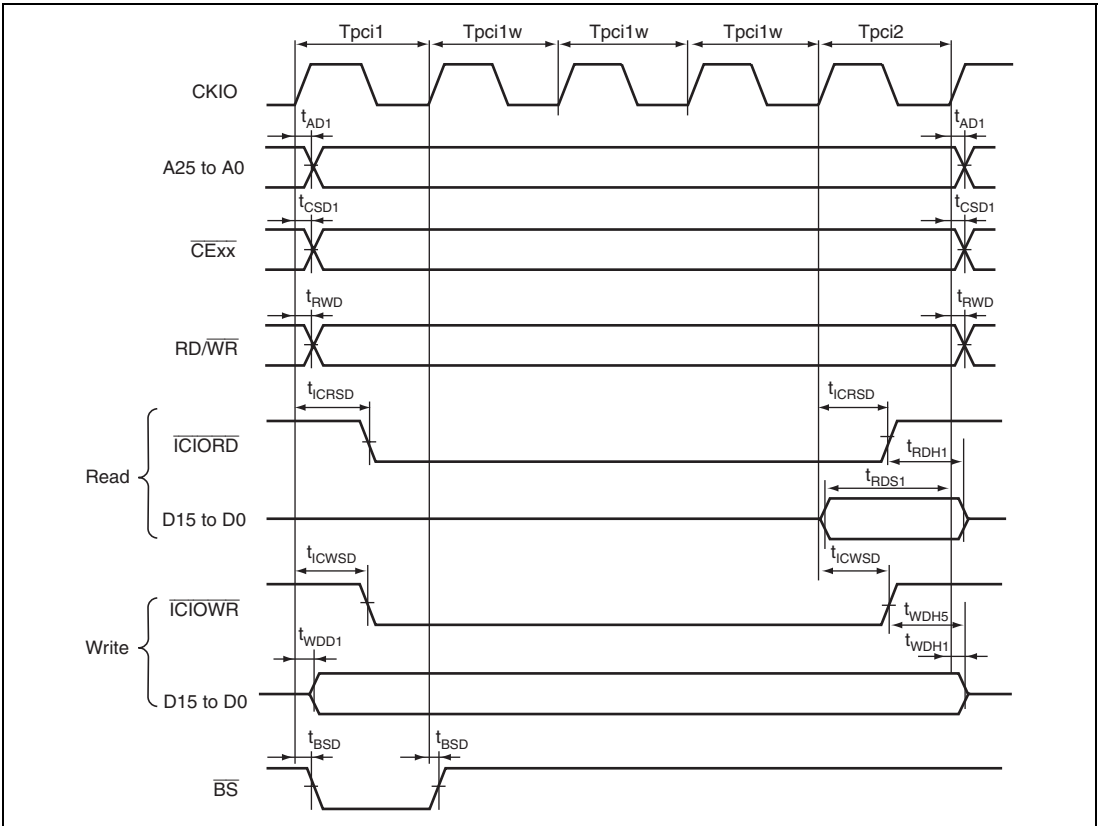 Tpci1 Tpci1w Tpci1w Tpci1w Tpci2
CKIO
tAD1 tAD1
A25 to A0
tCSD1 tCSD1
CExx
tRWD tRWD
RD/WR
tICRSD tICRSD
ICIORD
tRDH1
Read
tRDS1
D15 to D0
tICWSD tICWSD
ICIOWR
tWDH5
Write
tWDD1 tWDH1
D15 to D0
tBSD tBSD
BS